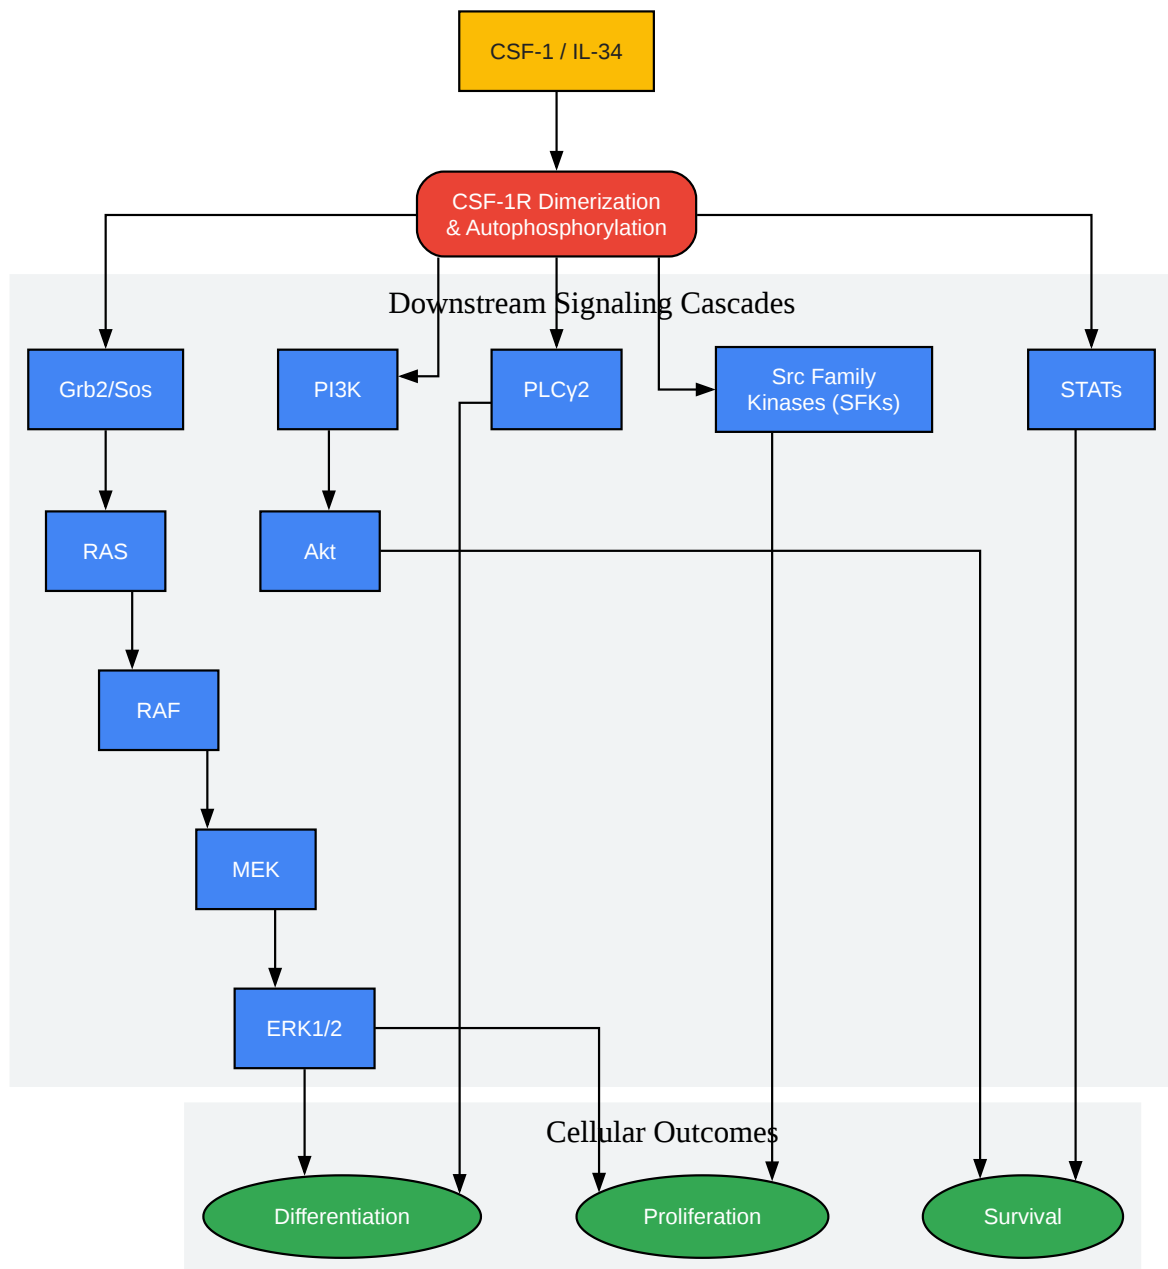 CSF-1 / IL-34
CSF-1R Dimerization
& Autophosphorylation
Downstream Signaling Cascades
Grb2/Sos
PI3K
PLCγ2
Src Family
Kinases (SFKs)
STATs
RAS
Akt
RAF
MEK
ERK1/2
Cellular Outcomes
Differentiation
Proliferation
Survival